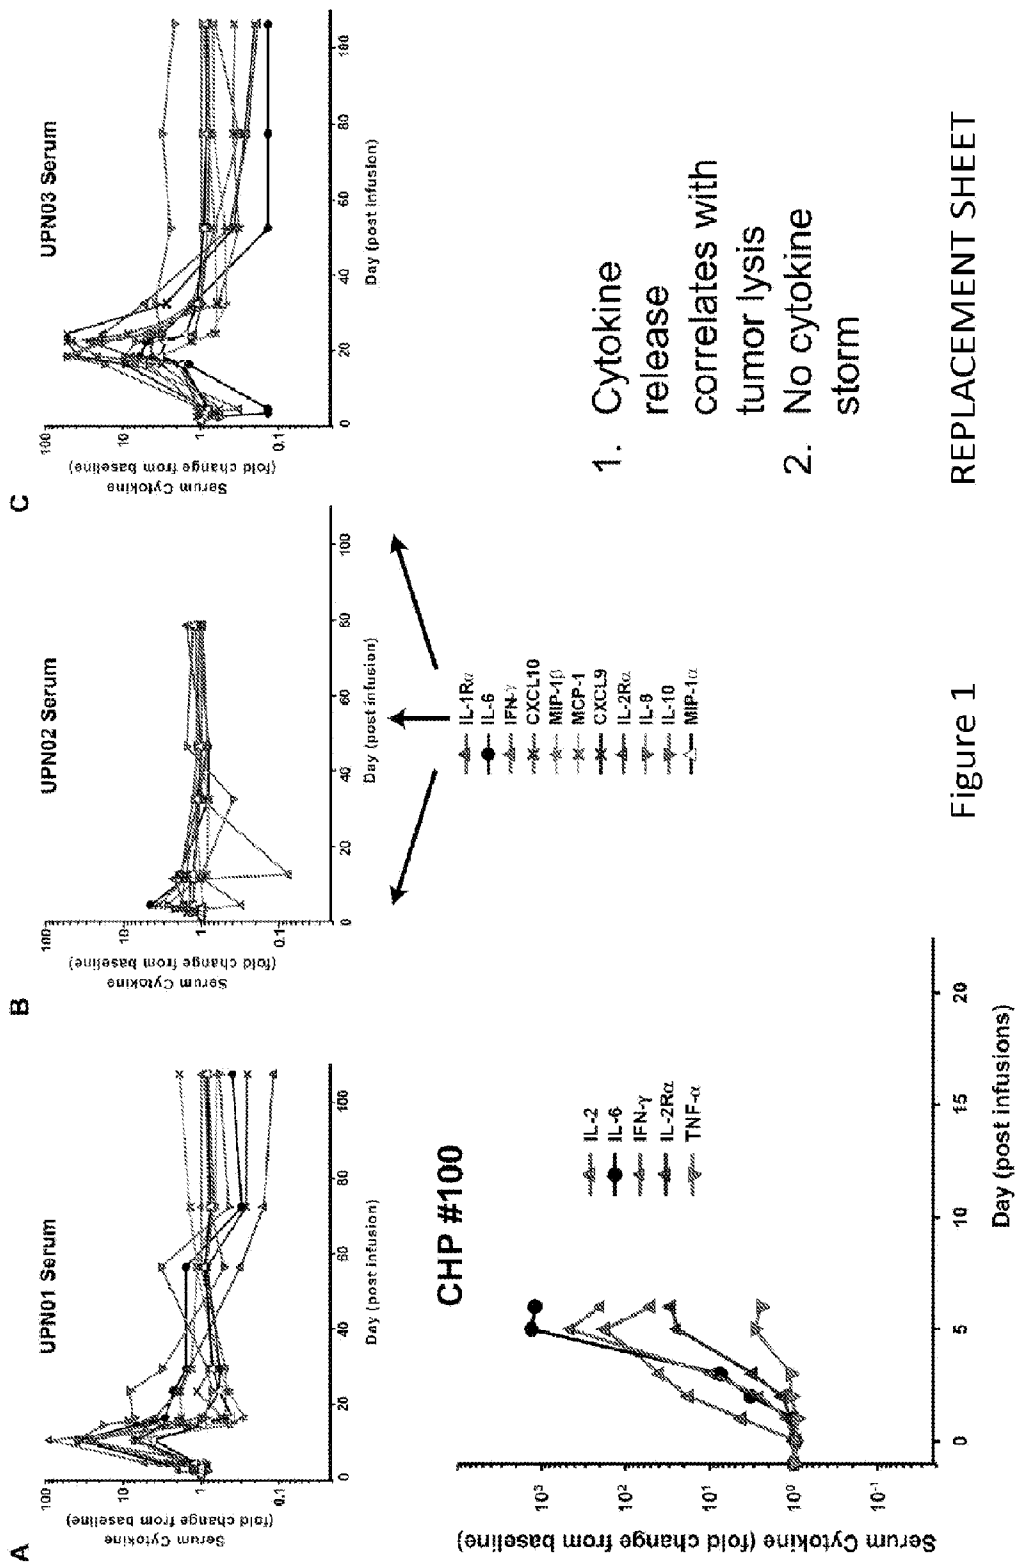 A
UPN01 Serum
Serum Cytokine
(fold change from baseline)
100
10
1
0.1
0
20
40
60
80
100
Day (post infusion)
B
UPN02 Serum
Serum Cytokine
(fold change from baseline)
100
10
1
0.1
0
20
40
60
80
100
Day (post infusion)
C
UPN03 Serum
Serum Cytokine
(fold change from baseline)
100
10
1
0.1
0
20
40
60
80
100
Day (post infusion)
IL-1Rα
IL-6
IFN-γ
CXCL10
MIP-1β
MCP-1
CXCL9
IL-2Rα
IL-8
IL-10
MIP-1α
CHP #100
Serum Cytokine (fold change from baseline)
10³
10²
10¹
10⁰
10⁻¹
0
5
10
15
20
Day (post infusions)
IL-2
IL-6
IFN-γ
IL-2Rα
TNF-α
1. Cytokine
release
correlates with
tumor lysis
2. No cytokine
storm
Figure 1
REPLACEMENT SHEET